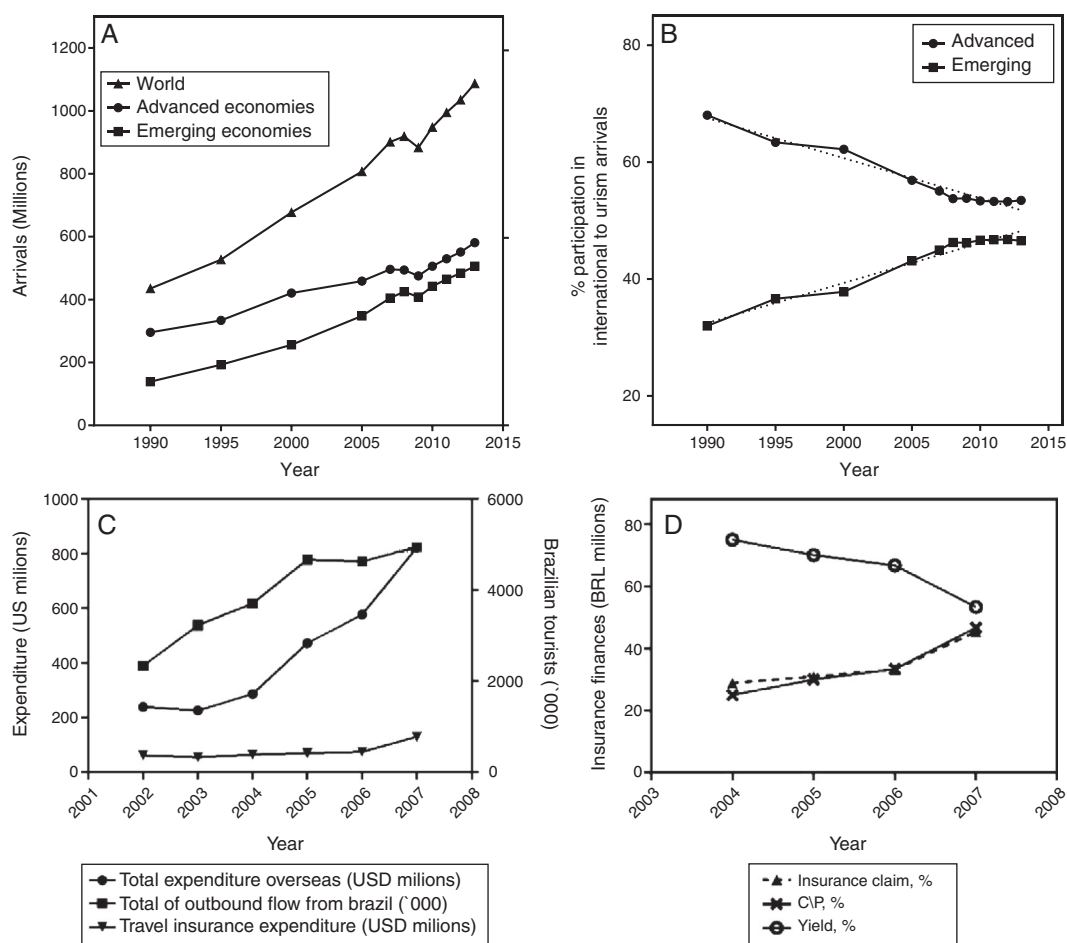 A
1200
1000
800
600
400
200
0
Arrivals (Millions)
World
Advanced economies
Emerging economies
1990 1995 2000 2005 2010 2015
Year
B
80
60
40
20
% participation in
international to urism arrivals
Advanced
Emerging
1990 1995 2000 2005 2010 2015
Year
C
1000
800
600
400
200
0
Expenditure (US milions)
6000
4000
2000
0
Brazilian
tourists (`000)
2001 2002 2003 2004 2005 2006 2007 2008
Year
Total expenditure overseas (USD milions)
Total of outbound flow from brazil (`000)
Travel insurance expenditure (USD milions)
D
80
60
40
20
0
Insurance finances (BRL milions)
2003 2004 2005 2006 2007 2008
Year
Insurance claim, %
C\P, %
Yield, %